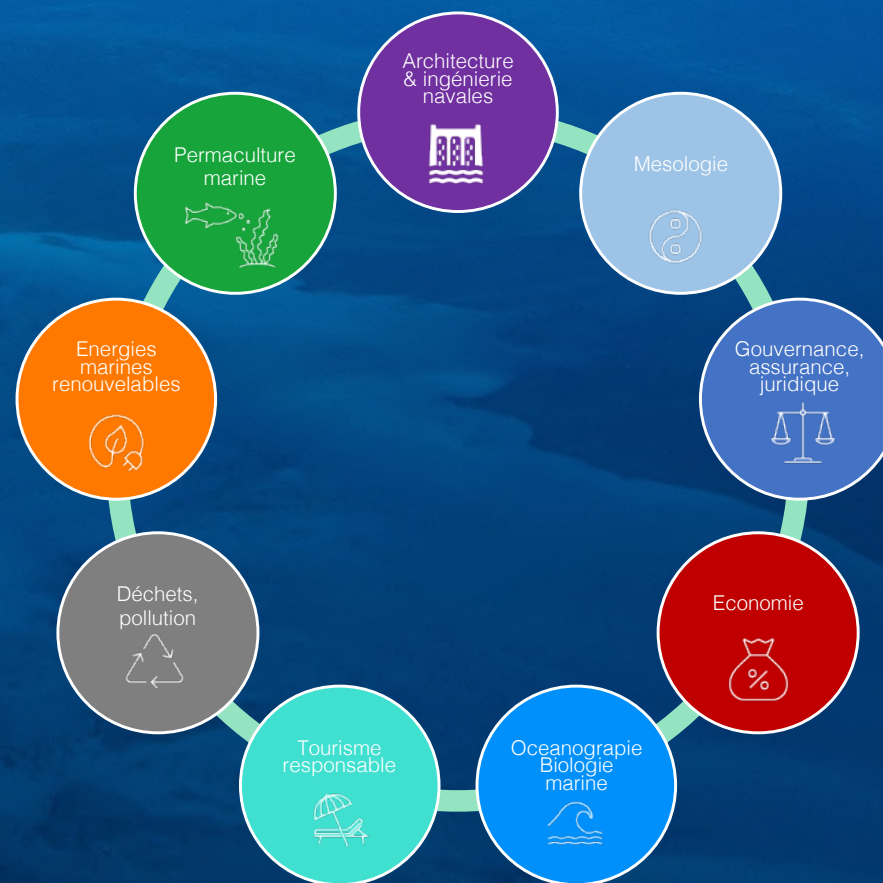 Architecture
& ingénierie
navales
Mesologie
Gouvernance,
assurance,
juridique
Economie
Oceanograpie
Biologie
marine
Tourisme
responsable
Déchets,
pollution
Energies
marines
renouvelables
Permaculture
marine
%